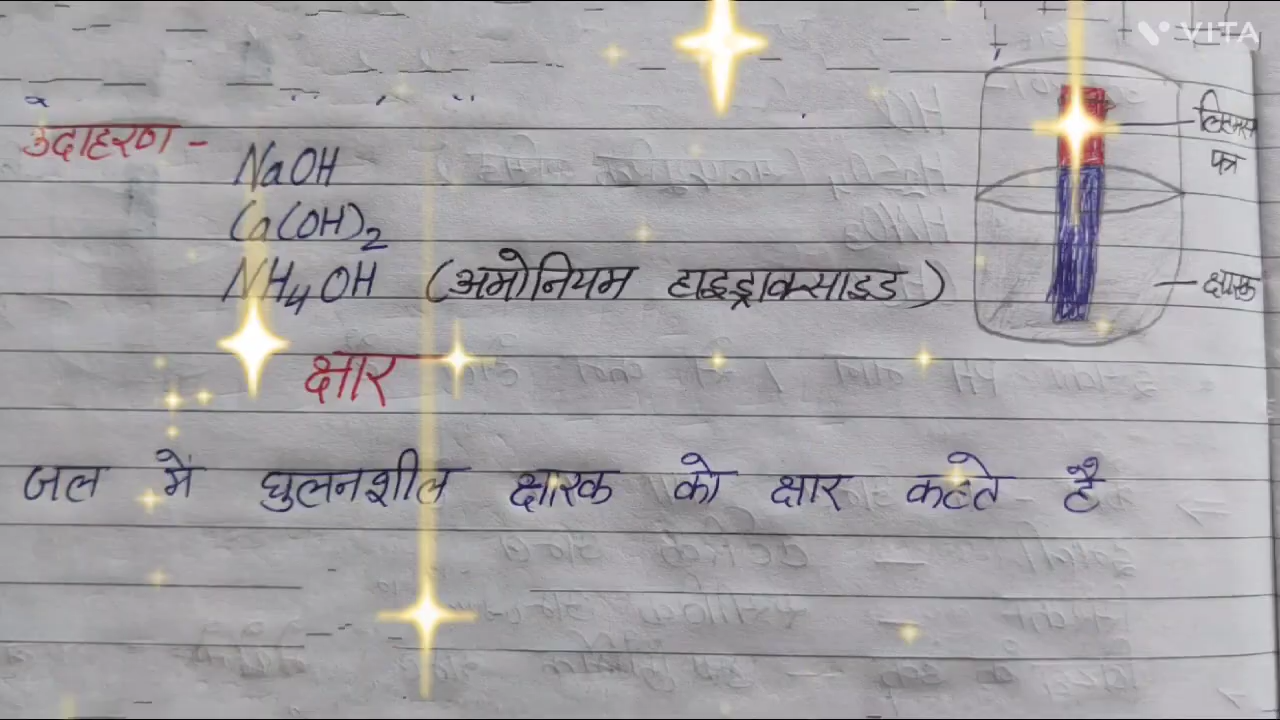 VITA
उदाहरण -
NaOH
Ca(OH)₂
NH₄OH (अमोनियम हाइड्राक्साइड)
लिटमस
पत्र
क्षारक
क्षार
जल में घुलनशील क्षारक को क्षार कहते है